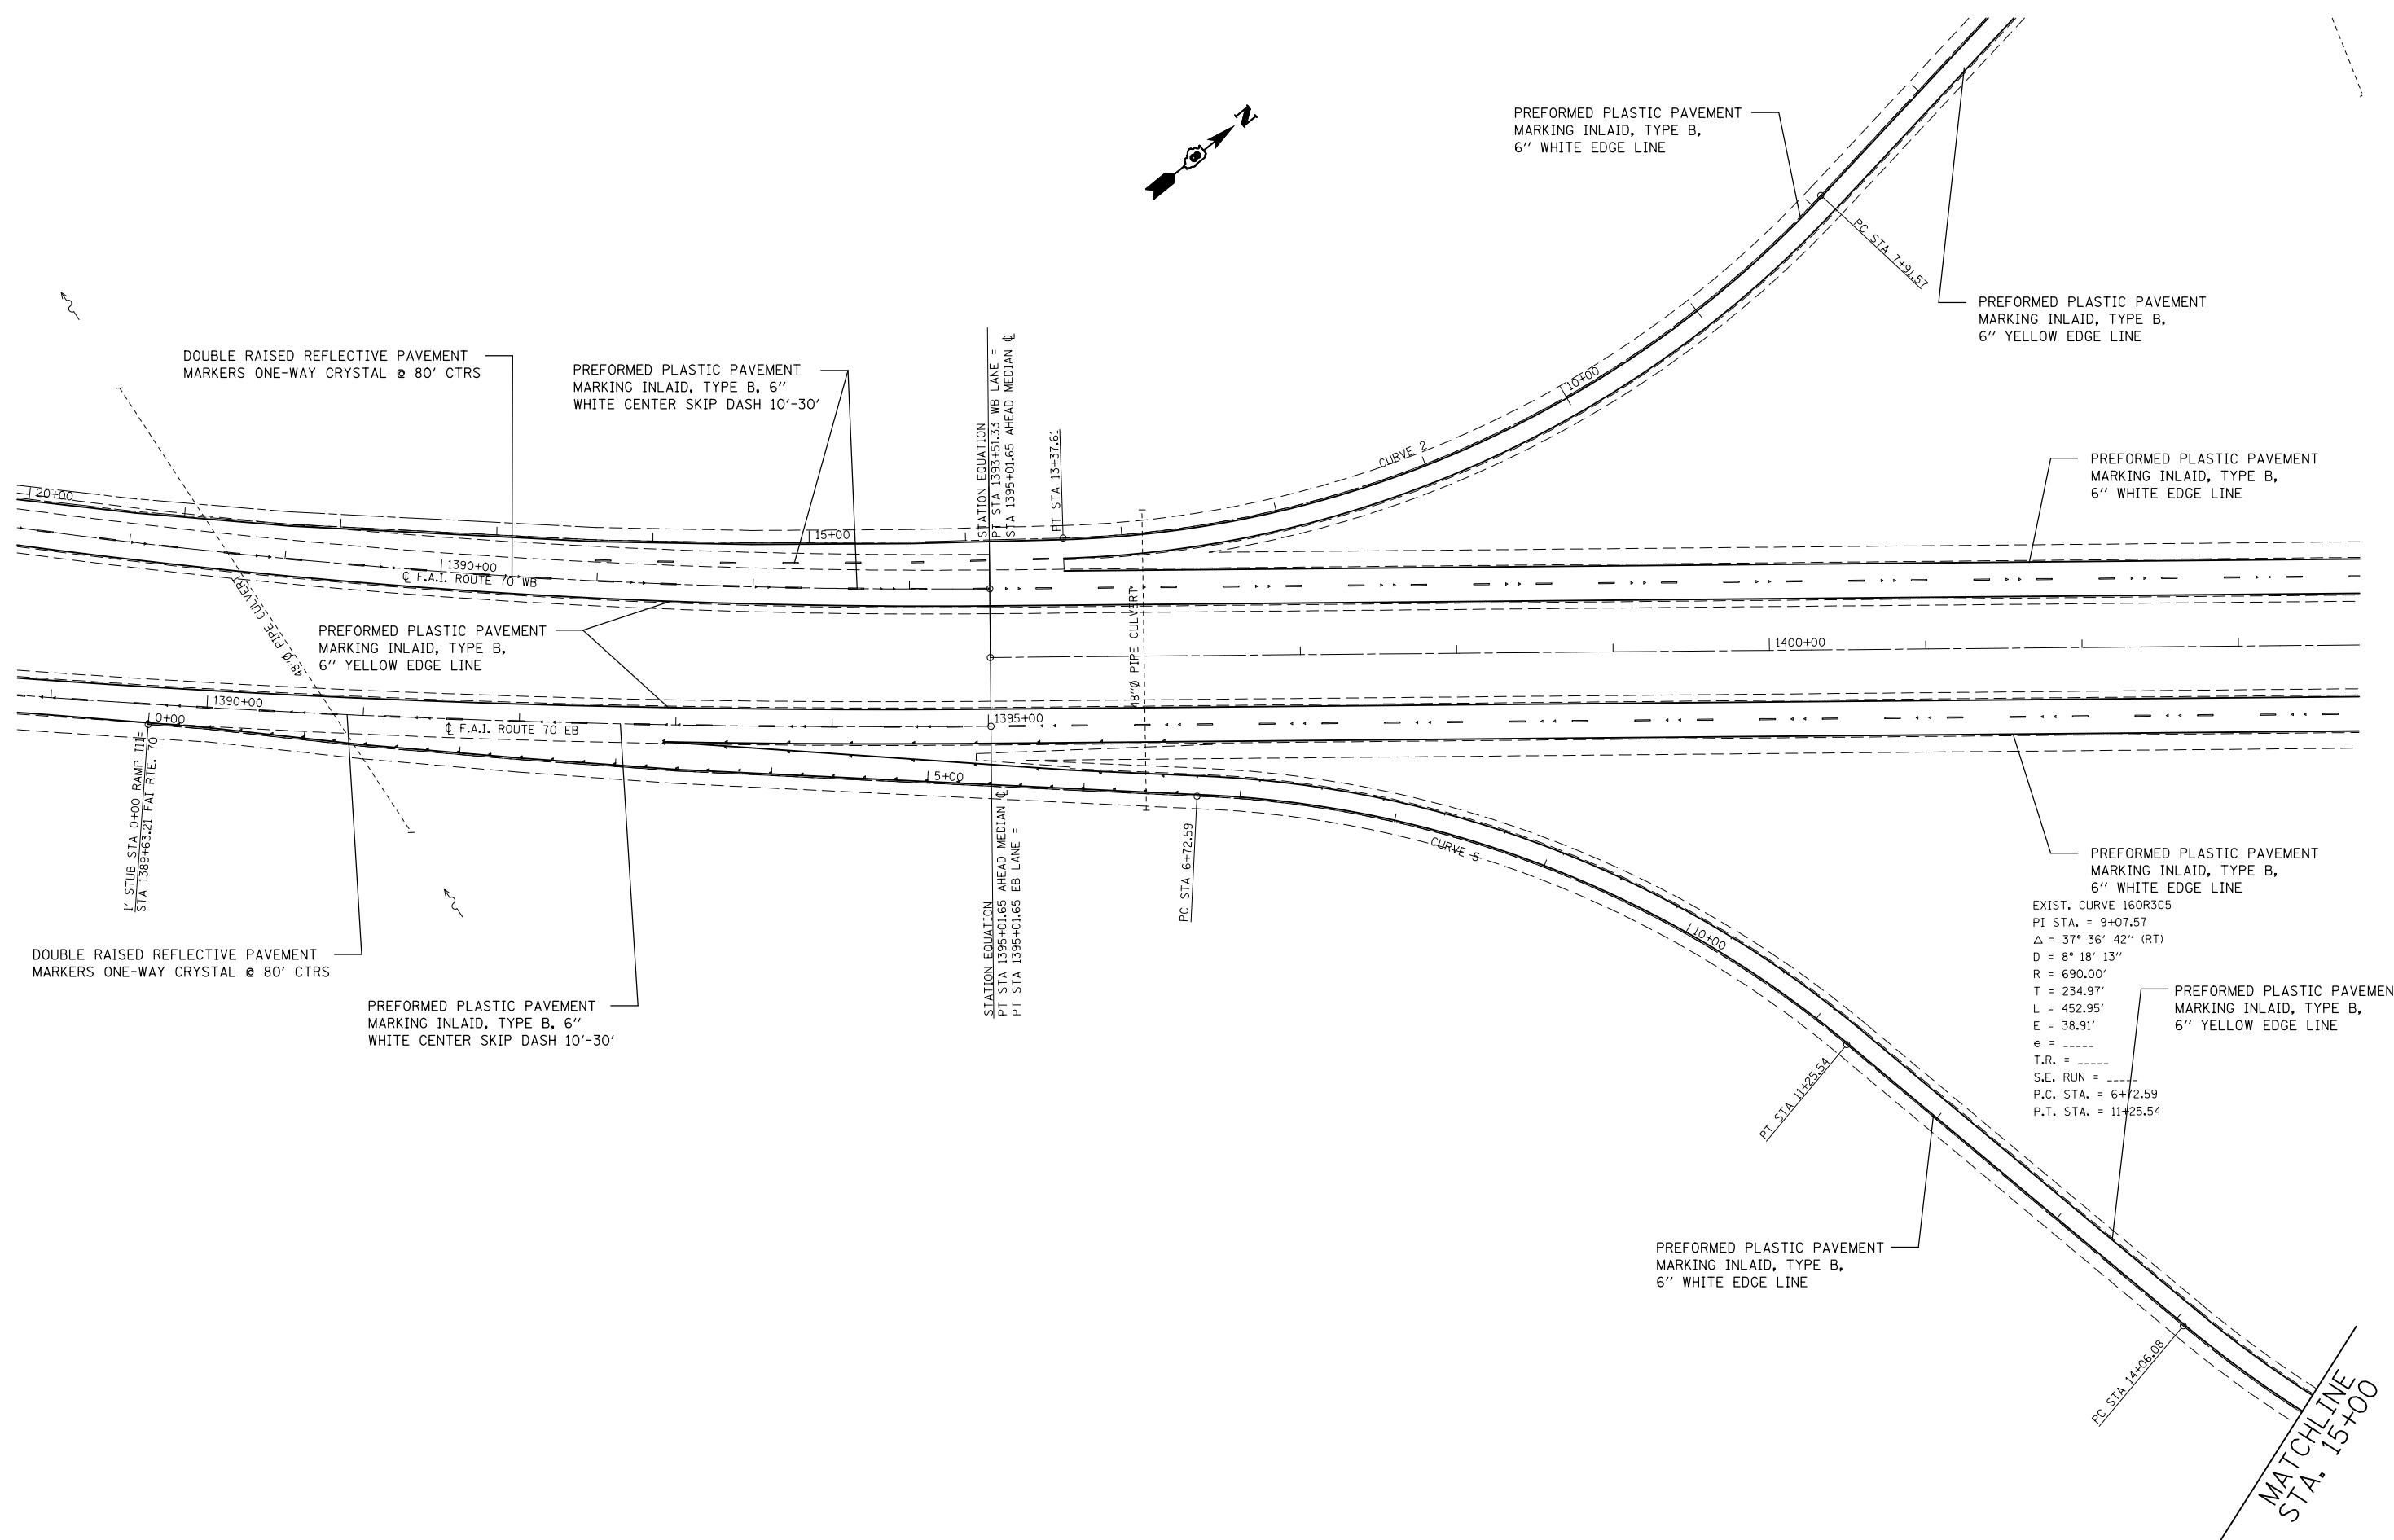 N
PREFORMED PLASTIC PAVEMENT
MARKING INLAID, TYPE B,
6" WHITE EDGE LINE
PC STA 7+91.57
PREFORMED PLASTIC PAVEMENT
MARKING INLAID, TYPE B,
6" YELLOW EDGE LINE
DOUBLE RAISED REFLECTIVE PAVEMENT
MARKERS ONE-WAY CRYSTAL @ 80' CTRS
PREFORMED PLASTIC PAVEMENT
MARKING INLAID, TYPE B, 6"
WHITE CENTER SKIP DASH 10'-30'
STATION EQUATION
PT STA 1393+51.33 WB LANE =
STA 1395+01.65 AHEAD MEDIAN ℄
PT STA 13+37.61
10+00
CURVE 2
PREFORMED PLASTIC PAVEMENT
MARKING INLAID, TYPE B,
6" WHITE EDGE LINE
20+00
15+00
1390+00
℄ F.A.I. ROUTE 70 WB
48"Ø PIPE CULVERT
48"Ø PIPE CULVERT
PREFORMED PLASTIC PAVEMENT
MARKING INLAID, TYPE B,
6" YELLOW EDGE LINE
1400+00
1390+00
0+00
℄ F.A.I. ROUTE 70 EB
1395+00
5+00
1' STUB STA 0+00 RAMP III=
STA 1389+63.21 FAI RTE. 70
STATION EQUATION
PT STA 1395+01.65 AHEAD MEDIAN ℄
PT STA 1395+01.65 EB LANE =
PC STA 6+72.59
CURVE 5
PREFORMED PLASTIC PAVEMENT
MARKING INLAID, TYPE B,
6" WHITE EDGE LINE
EXIST. CURVE 160R3C5
PI STA. = 9+07.57
Δ = 37° 36' 42" (RT)
D = 8° 18' 13"
R = 690.00'
T = 234.97'
L = 452.95'
E = 38.91'
e = _____
T.R. = _____
S.E. RUN = _____
P.C. STA. = 6+72.59
P.T. STA. = 11+25.54
10+00
DOUBLE RAISED REFLECTIVE PAVEMENT
MARKERS ONE-WAY CRYSTAL @ 80' CTRS
PREFORMED PLASTIC PAVEMENT
MARKING INLAID, TYPE B, 6"
WHITE CENTER SKIP DASH 10'-30'
PREFORMED PLASTIC PAVEMEN
MARKING INLAID, TYPE B,
6" YELLOW EDGE LINE
PT STA 11+25.54
PREFORMED PLASTIC PAVEMENT
MARKING INLAID, TYPE B,
6" WHITE EDGE LINE
PC STA 14+06.08
MATCHLINE
STA. 15+00